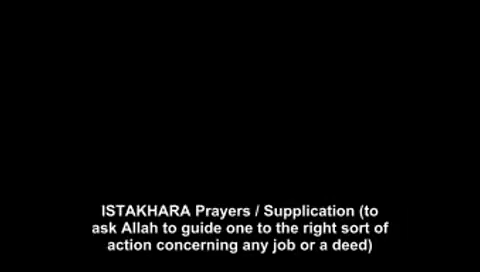 ISTAKHARA Prayers / Supplication (to
ask Allah to guide one to the right sort of
action concerning any job or a deed)